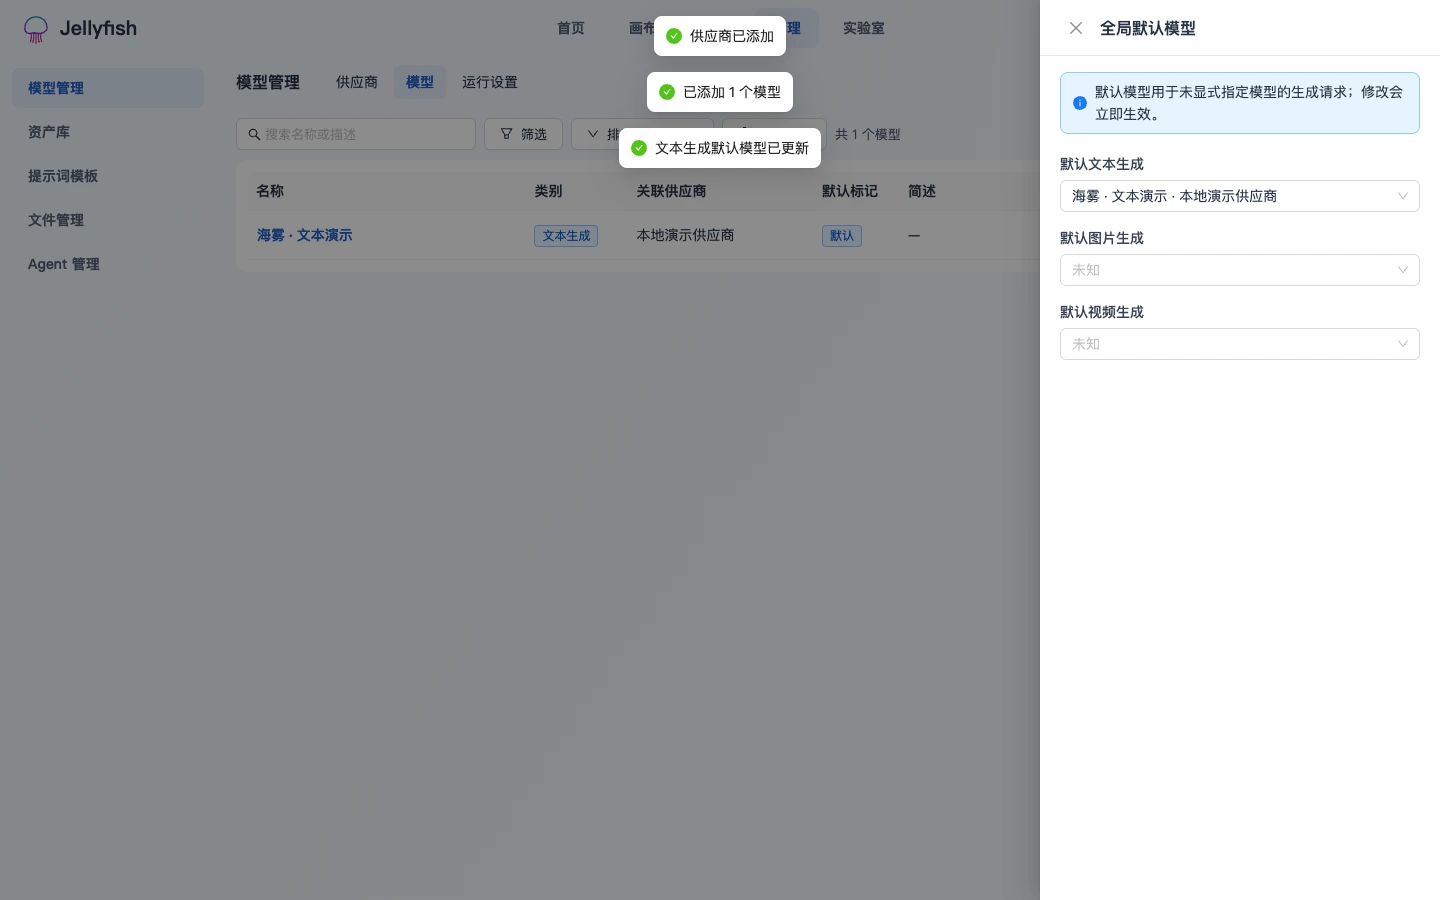 Jellyfish
首页
画布
理
实验室
供应商已添加
已添加 1 个模型
文本生成默认模型已更新
模型管理
资产库
提示词模板
文件管理
Agent 管理
模型管理 供应商 模型 运行设置
搜索名称或描述 筛选 排 共 1 个模型
名称 类别 关联供应商 默认标记 简述
海雾 · 文本演示 文本生成 本地演示供应商 默认 —
全局默认模型
默认模型用于未显式指定模型的生成请求；修改会
立即生效。
默认文本生成
海雾 · 文本演示 · 本地演示供应商
默认图片生成
未知
默认视频生成
未知